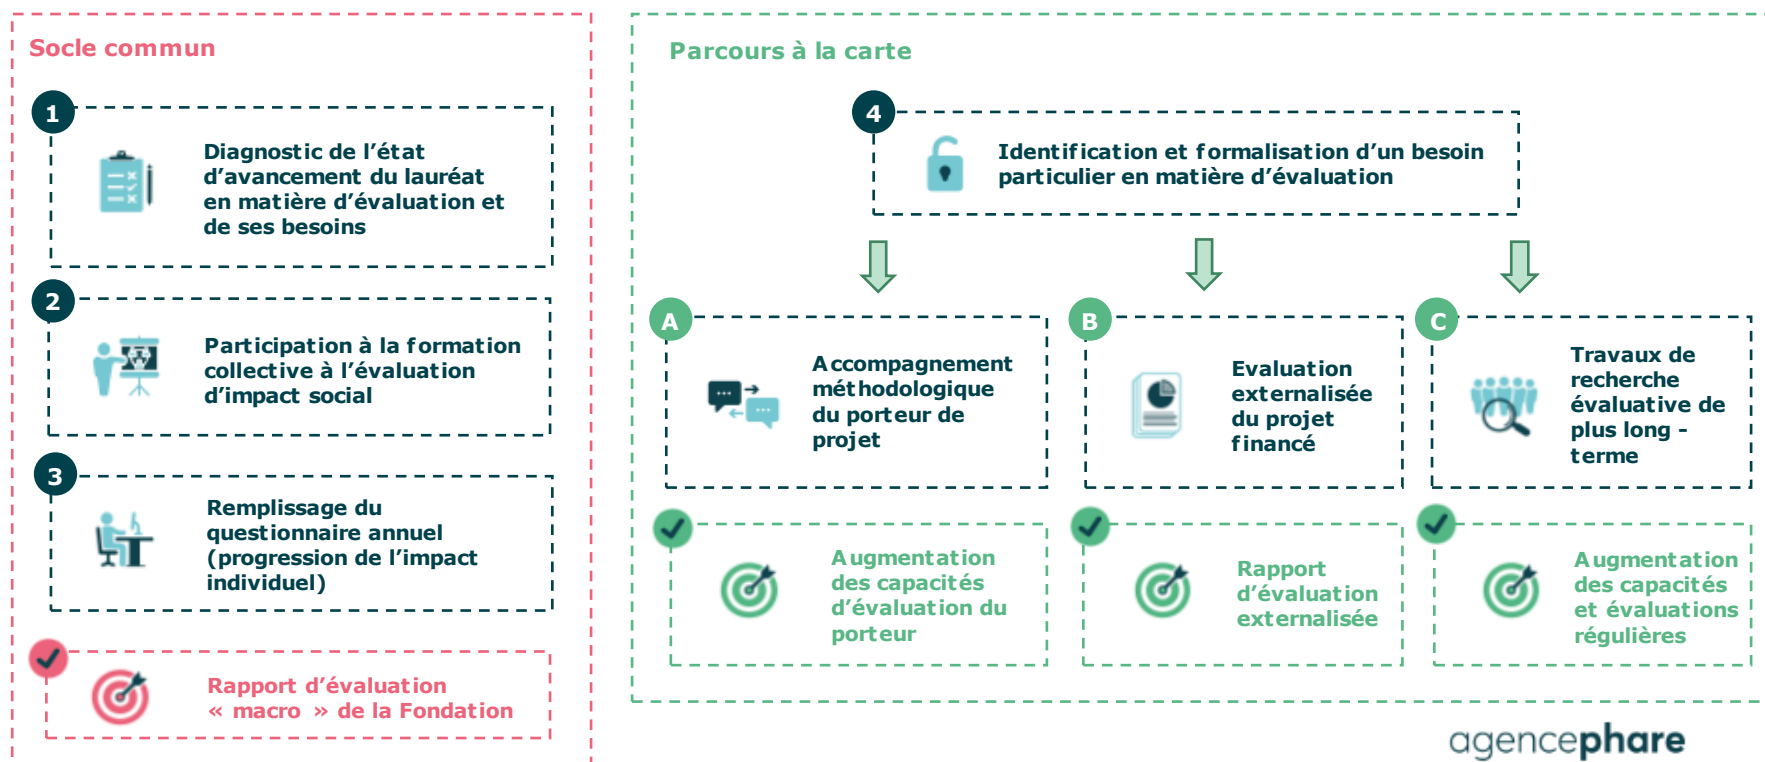 Socle commun
1
Diagnostic de l'état
d'avancement du lauréat
en matière d'évaluation et
de ses besoins
2
Participation à la formation
collective à l'évaluation
d'impact social
3
Remplissage du
questionnaire annuel
(progression de l'impact
individuel)
Rapport d'évaluation
« macro » de la Fondation
Parcours à la carte
4
Identification et formalisation d'un besoin
particulier en matière d'évaluation
A
Accompagnement
méthodologique
du porteur de
projet
B
Evaluation
externalisée
du projet
financé
C
Travaux de
recherche
évaluative de
plus long -
terme
Augmentation
des capacités
d'évaluation du
porteur
Rapport
d'évaluation
externalisée
Augmentation
des capacités
et évaluations
régulières
agencephare